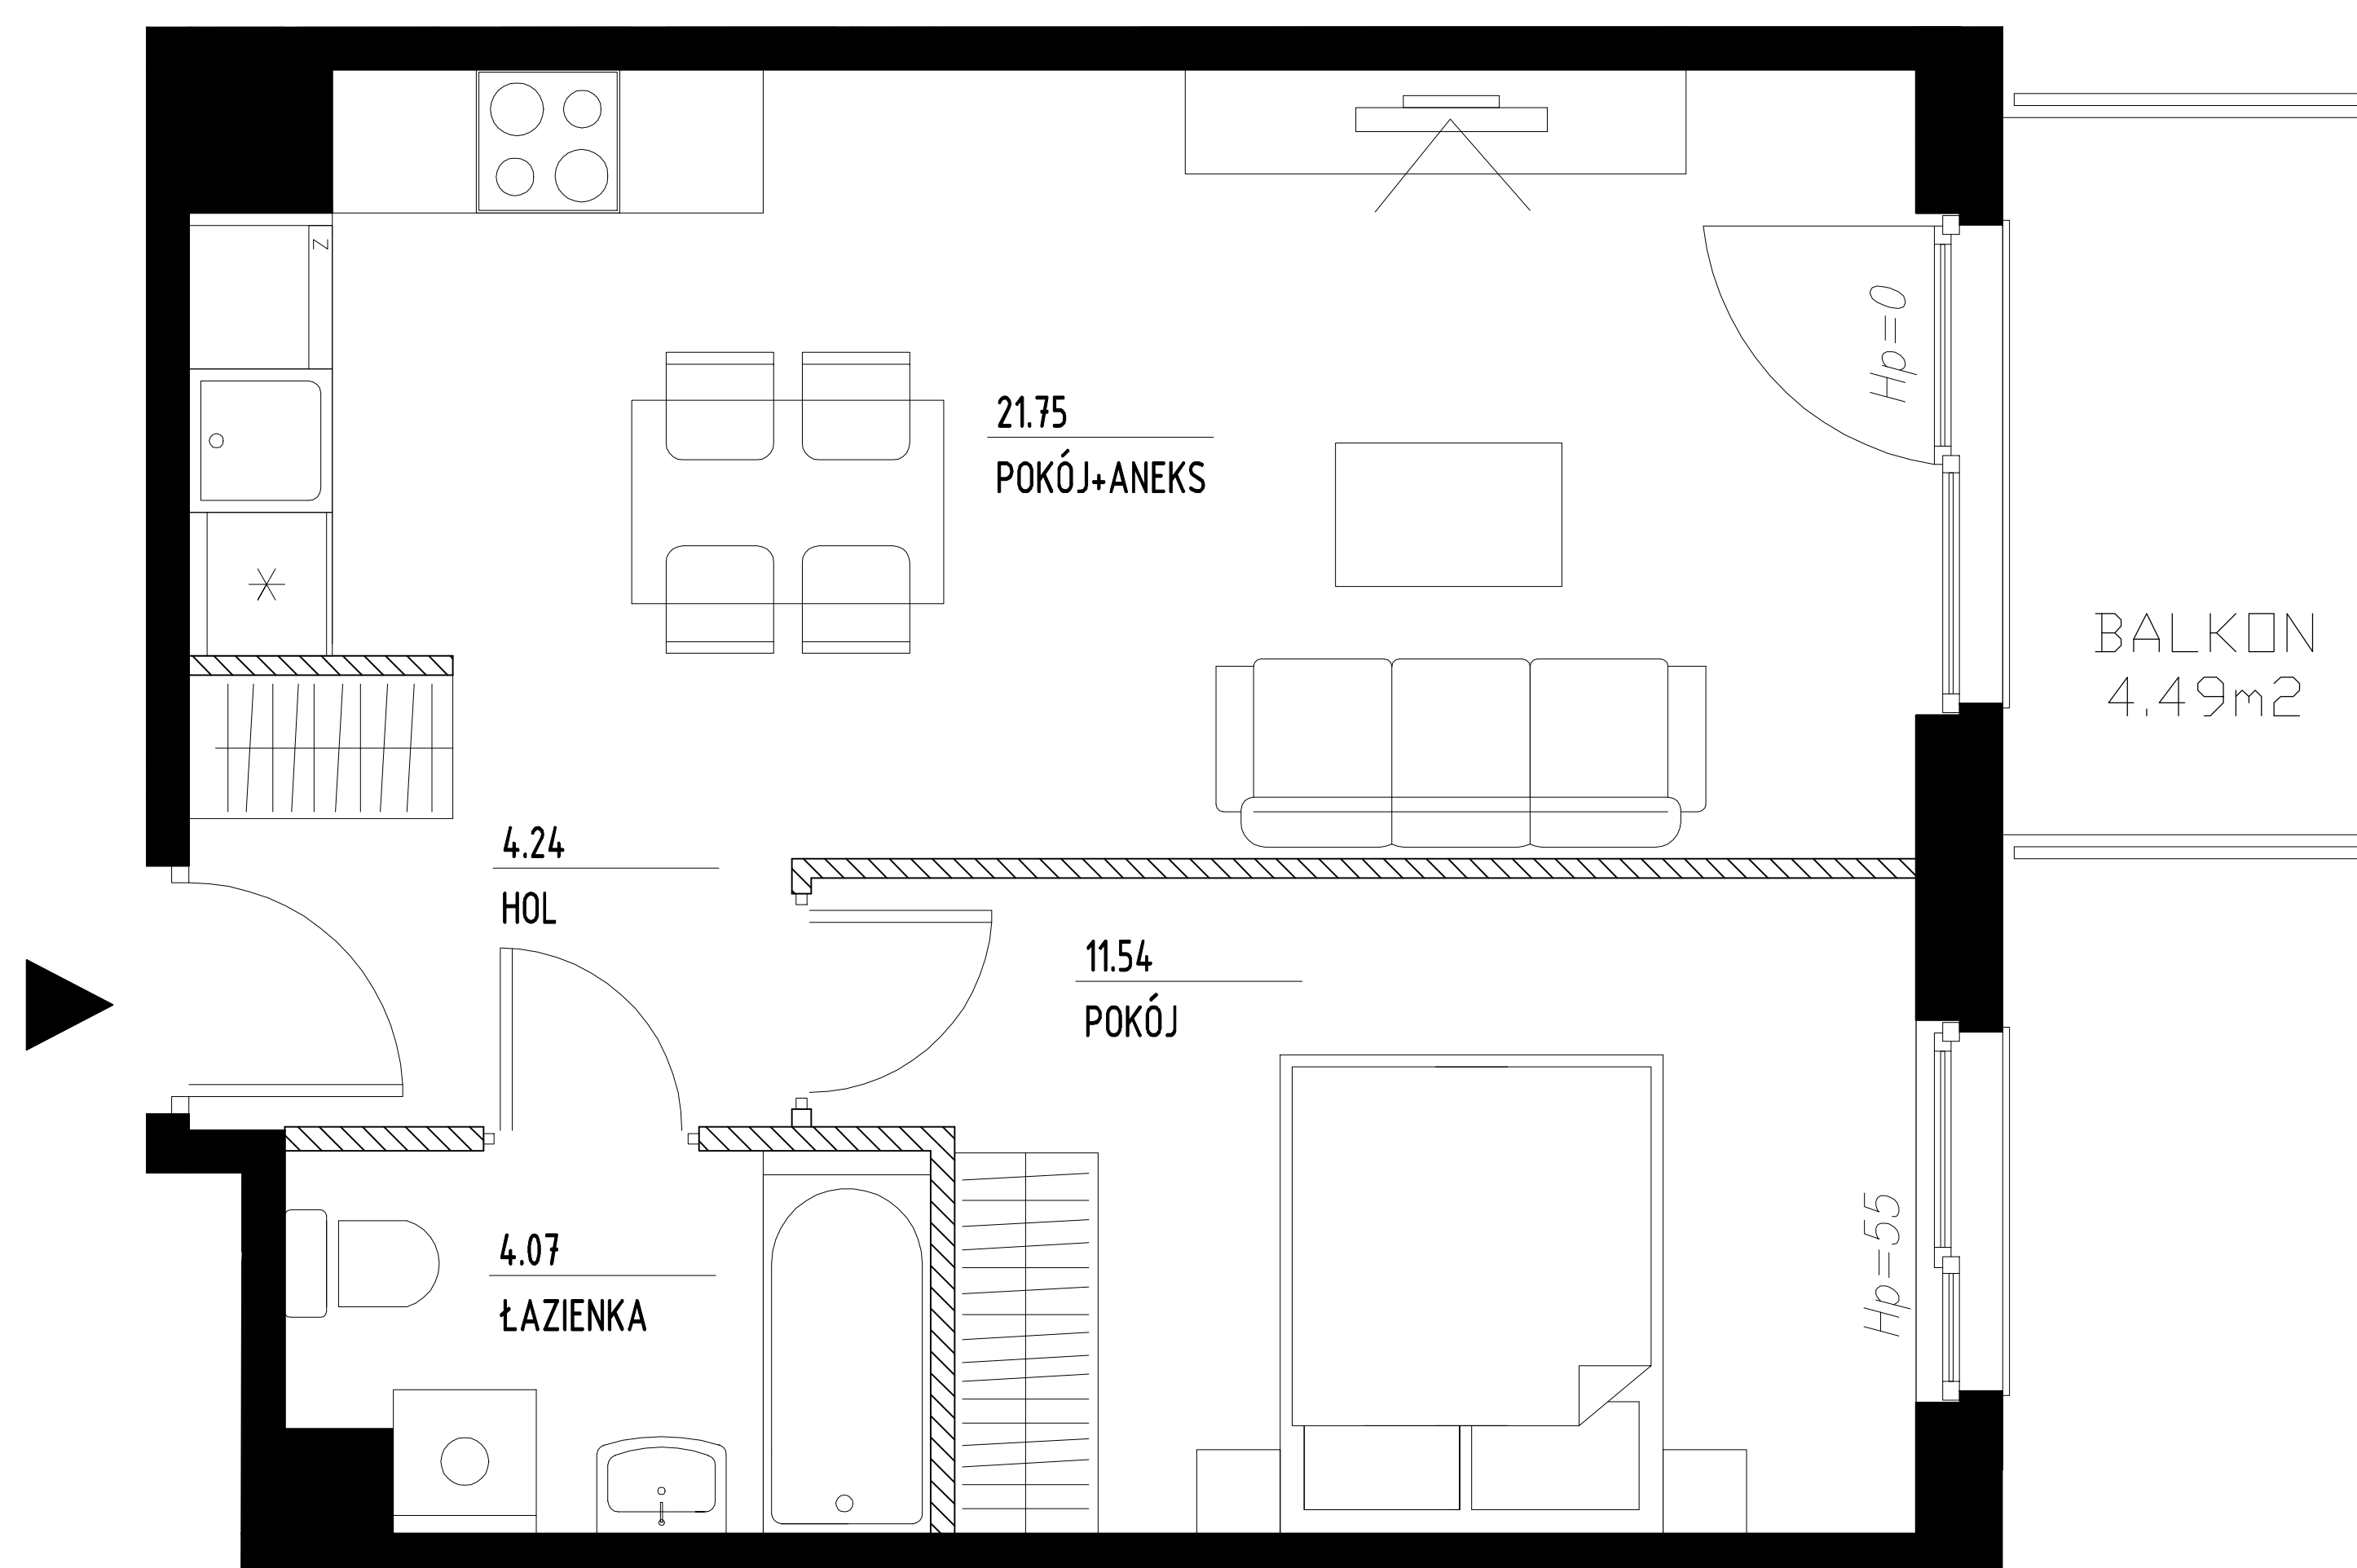 Z
21.75
POKÓJ+ANEKS
Hp=0
BALKON
4.49m2
4.24
HOL
11.54
POKÓJ
Hp=55
4.07
ŁAZIENKA